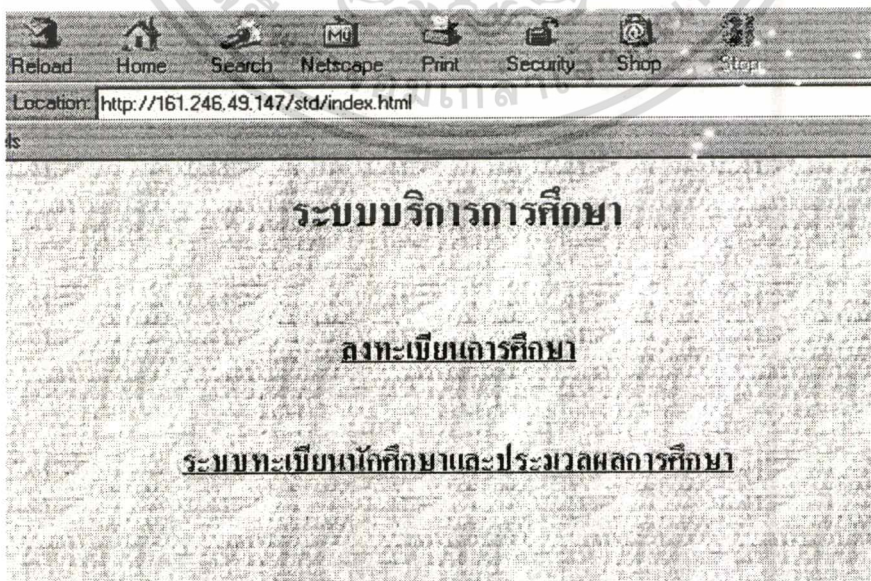 Reload Home Search Netscape Print Security Shop Stop
Location: http://161.246.49.147/std/index.html
ระบบบริการการศึกษา
ลงทะเบียนการศึกษา
ระบบทะเบียนนักศึกษาและประมวลผลการศึกษา